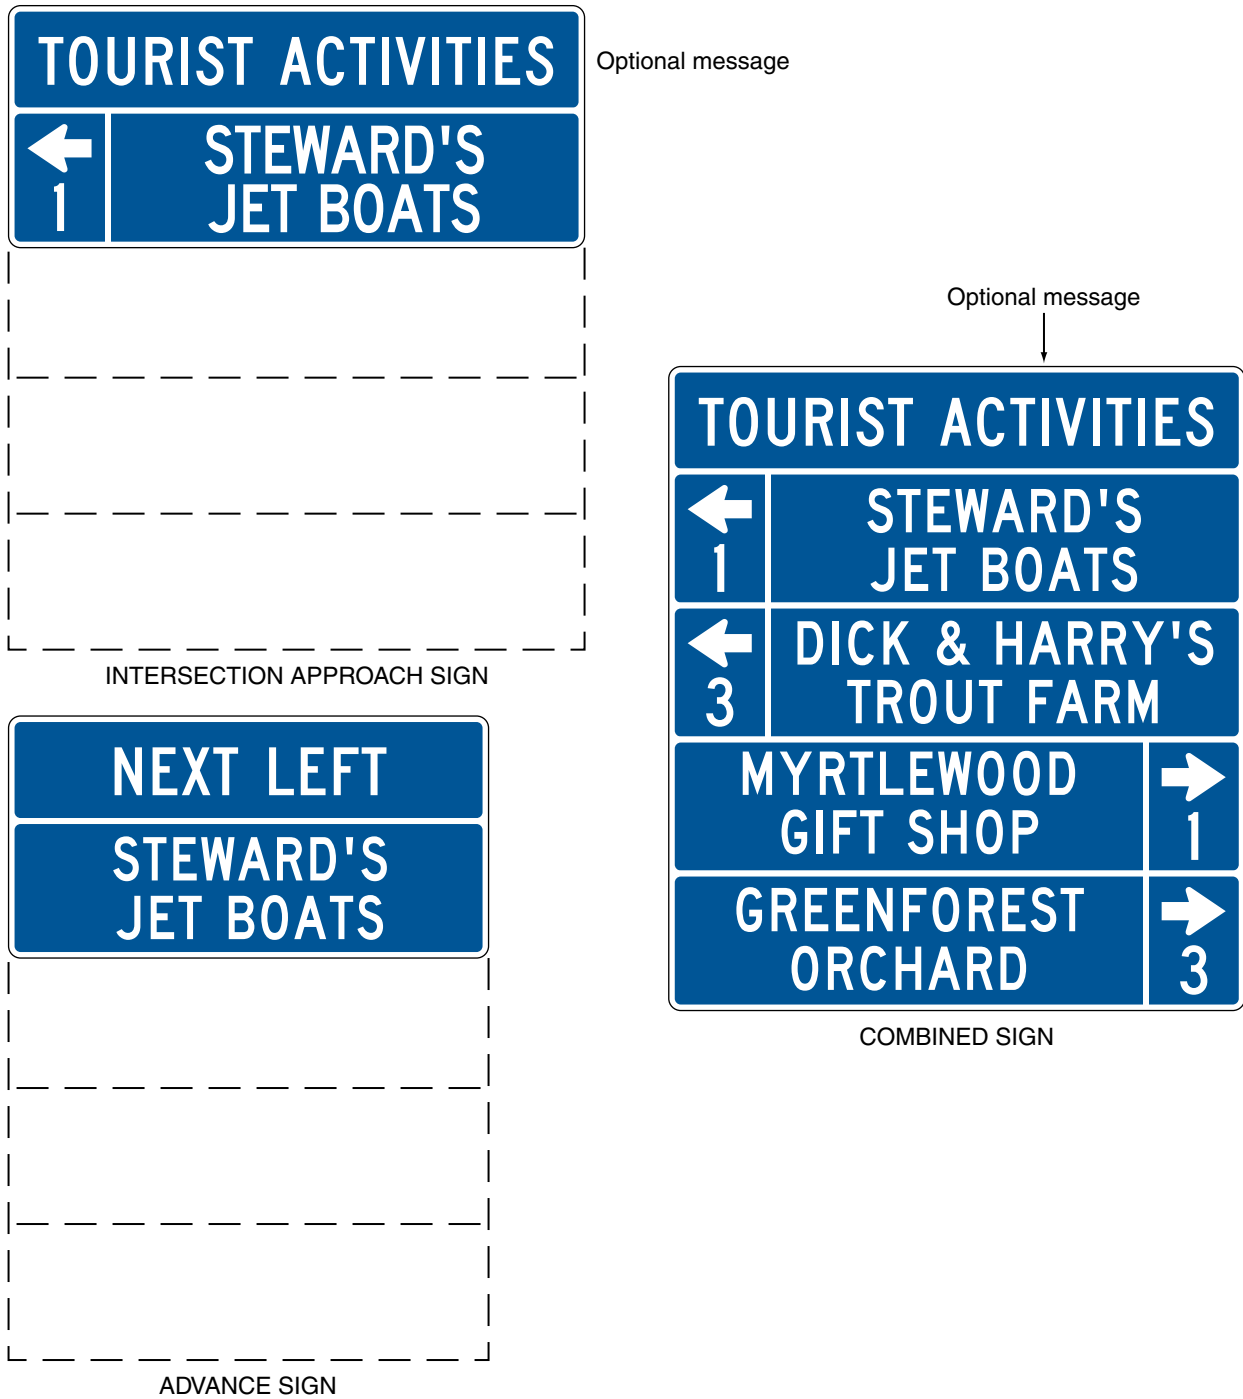 TOURIST ACTIVITIES
Optional message
1
STEWARD'S
JET BOATS
INTERSECTION APPROACH SIGN
NEXT LEFT
STEWARD'S
JET BOATS
ADVANCE SIGN
Optional message
TOURIST ACTIVITIES
1
STEWARD'S
JET BOATS
3
DICK & HARRY'S
TROUT FARM
MYRTLEWOOD
GIFT SHOP
1
GREENFOREST
ORCHARD
3
COMBINED SIGN